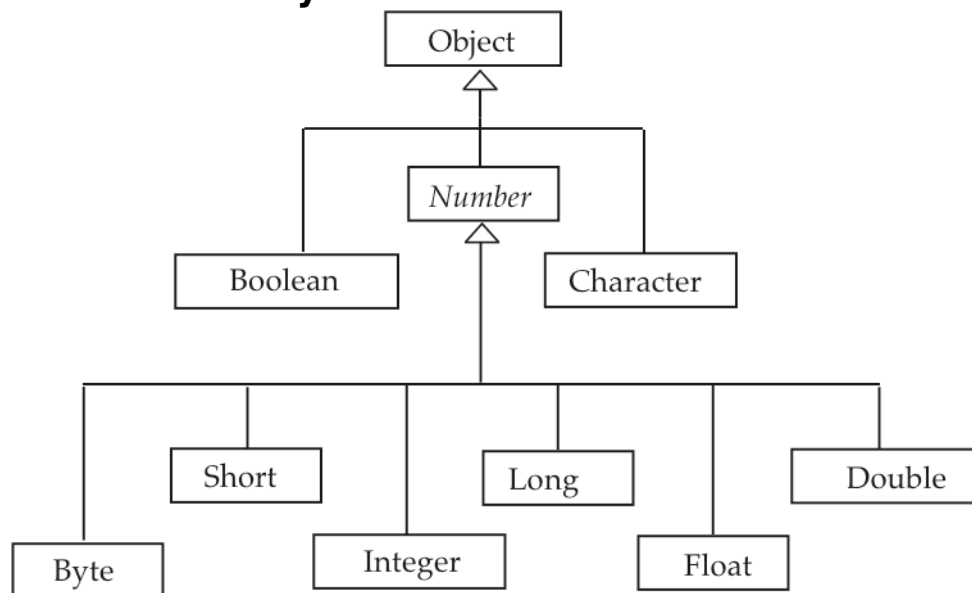 Object
Number
Boolean
Character
Short
Long
Double
Byte
Integer
Float